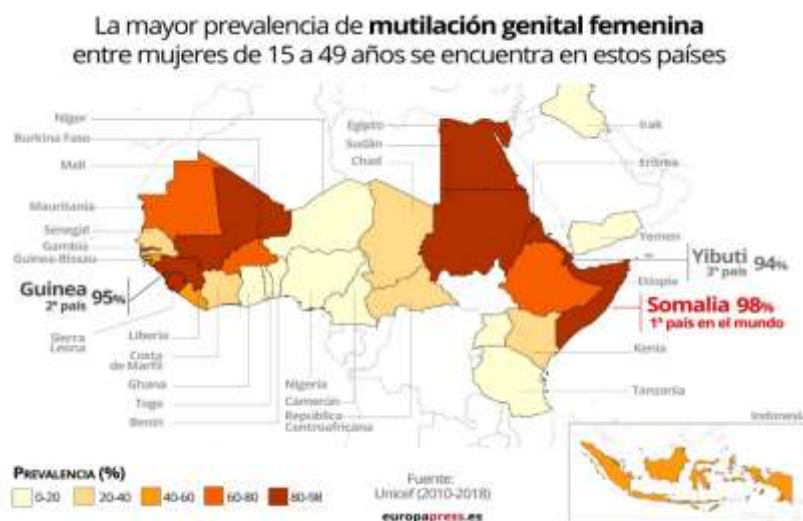 La mayor prevalencia de mutilación genital femenina
entre mujeres de 15 a 49 años se encuentra en estos países
Níger
Burkina Faso
Mali
Mauritania
Senegal
Gambia
Guinea-Bissau
Guinea 95%
2º país
Sierra
Leona
Liberia
Costa
de Marfil
Ghana
Togo
Benín
Nigeria
Camerún
República
Centroafricana
Egipto
Sudán
Chad
Irak
Eritrea
Yemen
Yibuti 94%
3º país
Etiopía
Somalia 98%
1º país en el mundo
Kenia
Tanzania
Indonesia
PREVALENCIA (%)
0-20
20-40
40-60
60-80
80-98
Fuente:
Unicef (2010-2018)
europapress.es